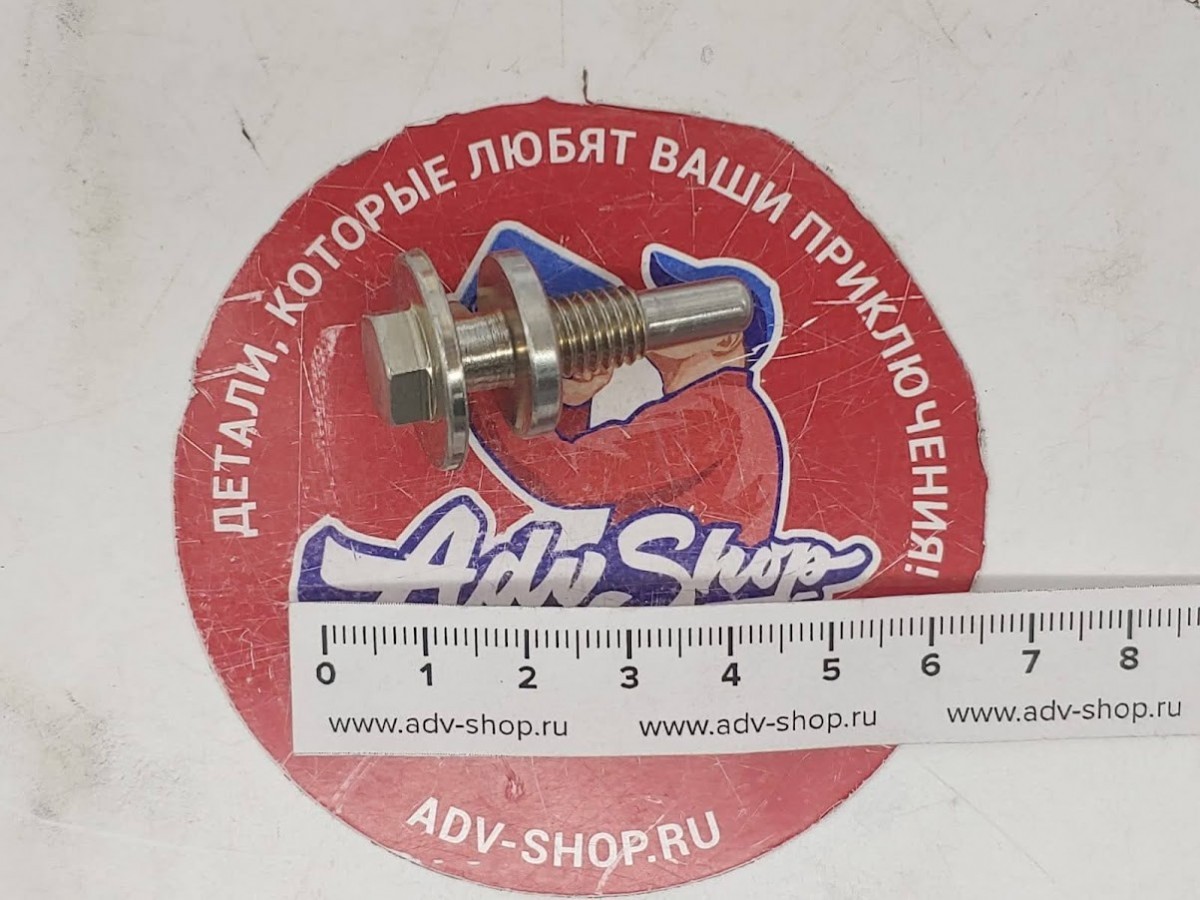 ДЕТАЛИ, КОТОРЫЕ ЛЮБЯТ ВАШИ ПРИКЛЮЧЕНИЯ!
Adv Shop
0 1 2 3 4 5 6 7 8
www.adv-shop.ru www.adv-shop.ru www.adv-shop.ru
ADV-SHOP.RU